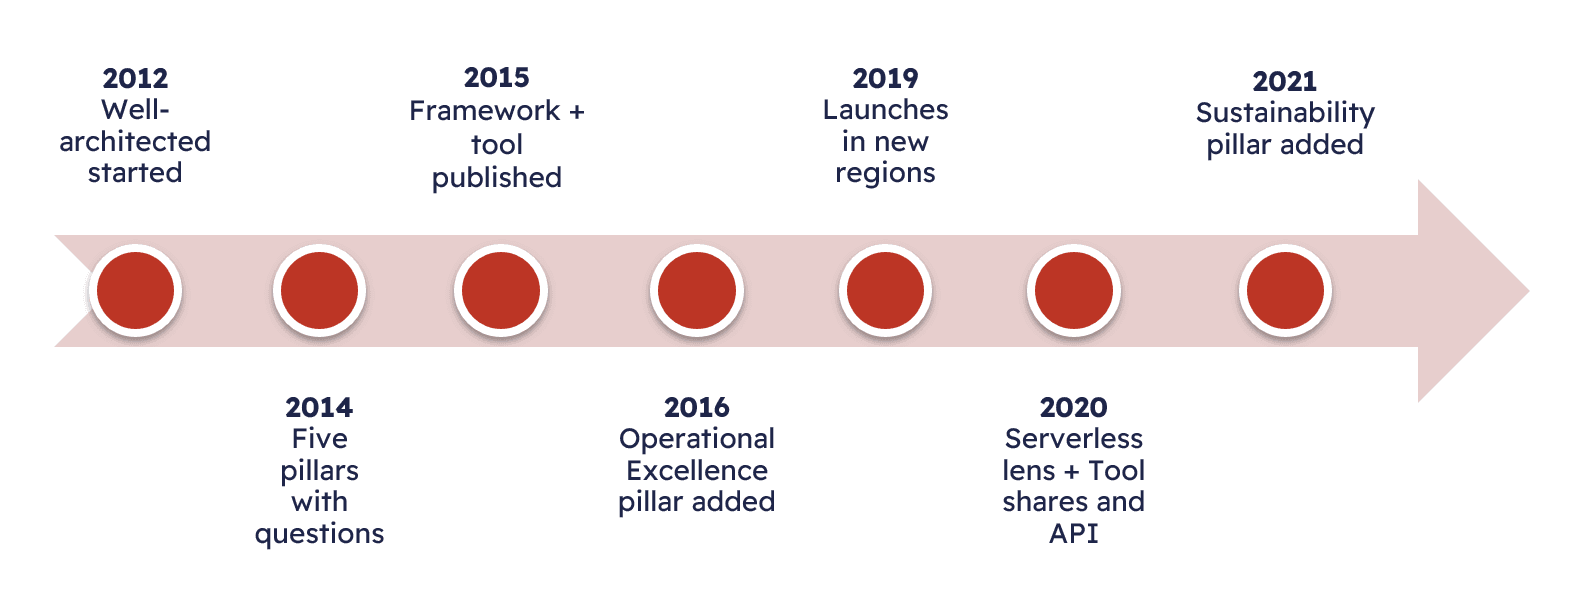 2012
Well-
architected
started
2014
Five
pillars
with
questions
2015
Framework +
tool
published
2016
Operational
Excellence
pillar added
2019
Launches
in new
regions
2020
Serverless
lens + Tool
shares and
API
2021
Sustainability
pillar added